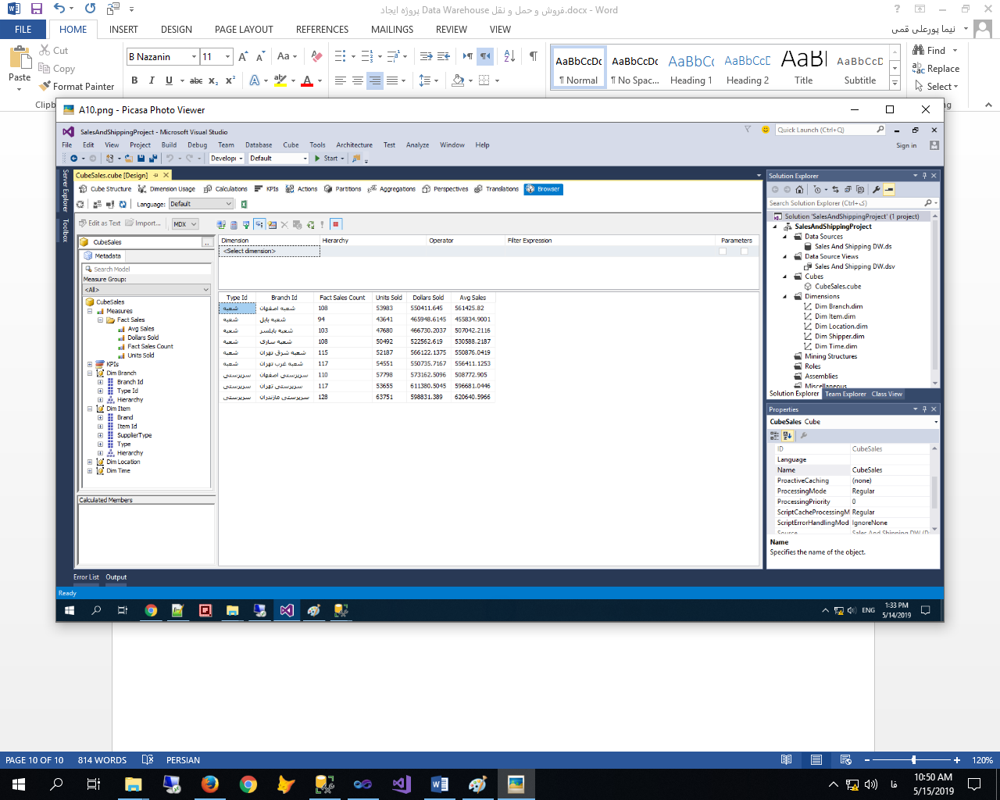 پروژه ایجاد Data Warehouse فروش و حمل و نقل.docx - Word
FILE HOME INSERT DESIGN PAGE LAYOUT REFERENCES MAILINGS REVIEW VIEW نیما پورعلی قمی
Paste Cut Copy Format Painter
B Nazanin 11 Aa
B I U abc x₂ x²
AaBbCcDc AaBbCcDc AaBbCc AaBbCcD AaBl AaBbCcD
¶ Normal ¶ No Spac... Heading 1 Heading 2 Title Subtitle
Find Replace Select
A10.png - Picasa Photo Viewer
SalesAndShippingProject - Microsoft Visual Studio Quick Launch (Ctrl+Q)
File Edit View Project Build Debug Team Database Cube Tools Architecture Test Analyze Window Help Sign in
Developi Default Start
Server Explorer
Toolbox
CubeSales.cube [Design]
Cube Structure Dimension Usage Calculations KPIs Actions Partitions Aggregations Perspectives Translations Browser
Language: Default
Edit as Text Import... MDX
CubeSales ..
Metadata
Search Model
Measure Group:
<All>
CubeSales
Measures
Fact Sales
Avg Sales
Dollars Sold
Fact Sales Count
Units Sold
KPIs
Dim Branch
Branch Id
Type Id
Hierarchy
Dim Item
Brand
Item Id
SupplierType
Type
Hierarchy
Dim Location
Dim Time
Calculated Members
Dimension Hierarchy Operator Filter Expression Parameters
<Select dimension>
Type Id Branch Id Fact Sales Count Units Sold Dollars Sold Avg Sales
شعبه شعبه اصفهان 108 53983 550411.645 561425.82
شعبه شعبه بابل 94 43641 465948.6145 455834.9001
شعبه شعبه بابلسر 103 47680 466730.2037 507042.2116
شعبه شعبه ساری 108 50492 522562.619 530588.2187
شعبه شعبه شرق تهران 115 52187 566122.1375 550876.0419
شعبه شعبه غرب تهران 117 54551 550735.7167 556411.1253
سرپرستی سرپرستی اصفهان 110 57798 573162.5096 508772.905
سرپرستی سرپرستی تهران 117 53655 611380.5045 596681.0446
سرپرستی سرپرستی مازندران 128 63751 598831.389 620640.5966
Solution Explorer
Search Solution Explorer (Ctrl+ک)
Solution 'SalesAndShippingProject' (1 project)
SalesAndShippingProject
Data Sources
Sales And Shipping DW.ds
Data Source Views
Sales And Shipping DW.dsv
Cubes
CubeSales.cube
Dimensions
Dim Branch.dim
Dim Item.dim
Dim Location.dim
Dim Shipper.dim
Dim Time.dim
Mining Structures
Roles
Assemblies
Miscellaneous
Solution Explorer Team Explorer Class View
Properties
CubeSales Cube
ID CubeSales
Language
Name CubeSales
ProactiveCaching (none)
ProcessingMode Regular
ProcessingPriority 0
ScriptCacheProcessingM Regular
ScriptErrorHandlingMod IgnoreNone
Source Sales And Shipping DW (D
Name
Specifies the name of the object.
Error List Output
Ready
ENG 1:33 PM
5/14/2019
PAGE 10 OF 10 814 WORDS PERSIAN 120%
فا 10:50 AM
5/15/2019